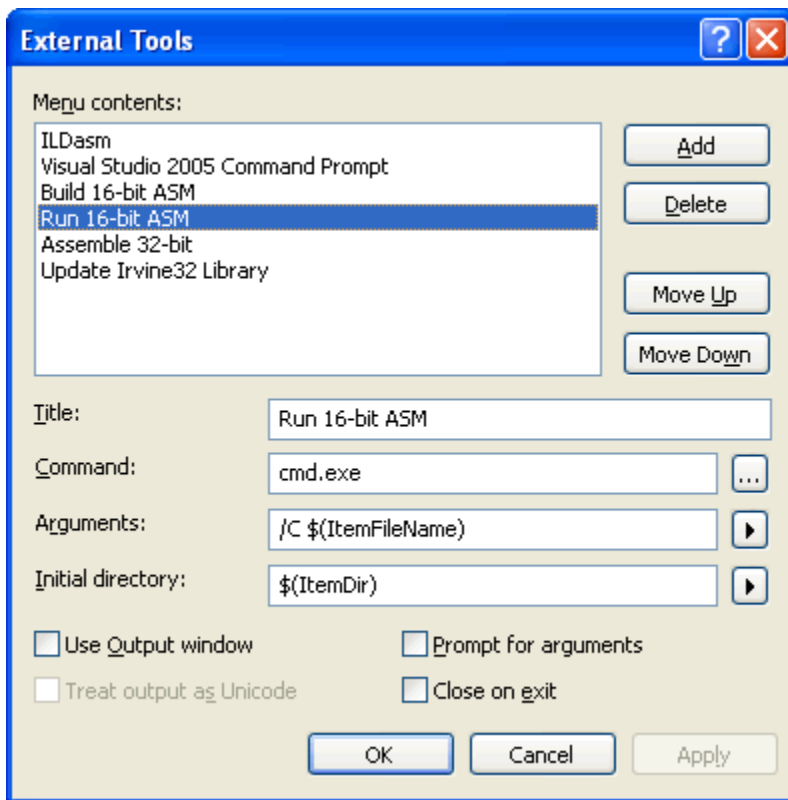 External Tools
Menu contents:
ILDasm
Visual Studio 2005 Command Prompt
Build 16-bit ASM
Run 16-bit ASM
Assemble 32-bit
Update Irvine32 Library
Add
Delete
Move Up
Move Down
Title:
Run 16-bit ASM
Command:
cmd.exe
...
Arguments:
/C $(ItemFileName)
Initial directory:
$(ItemDir)
Use Output window
Prompt for arguments
Treat output as Unicode
Close on exit
OK
Cancel
Apply